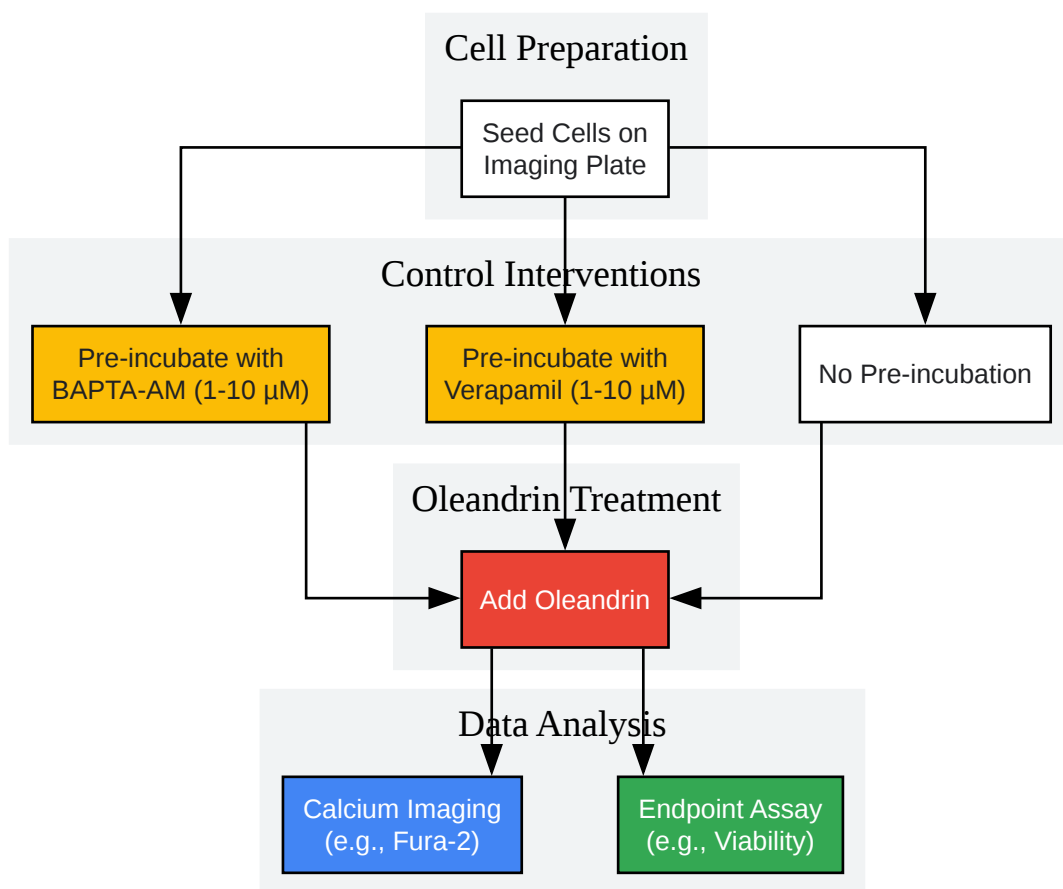 Cell Preparation
Seed Cells on
Imaging Plate
Control Interventions
Pre-incubate with
BAPTA-AM (1-10 µM)
Pre-incubate with
Verapamil (1-10 µM)
No Pre-incubation
Oleandrin Treatment
Add Oleandrin
Data Analysis
Calcium Imaging
(e.g., Fura-2)
Endpoint Assay
(e.g., Viability)